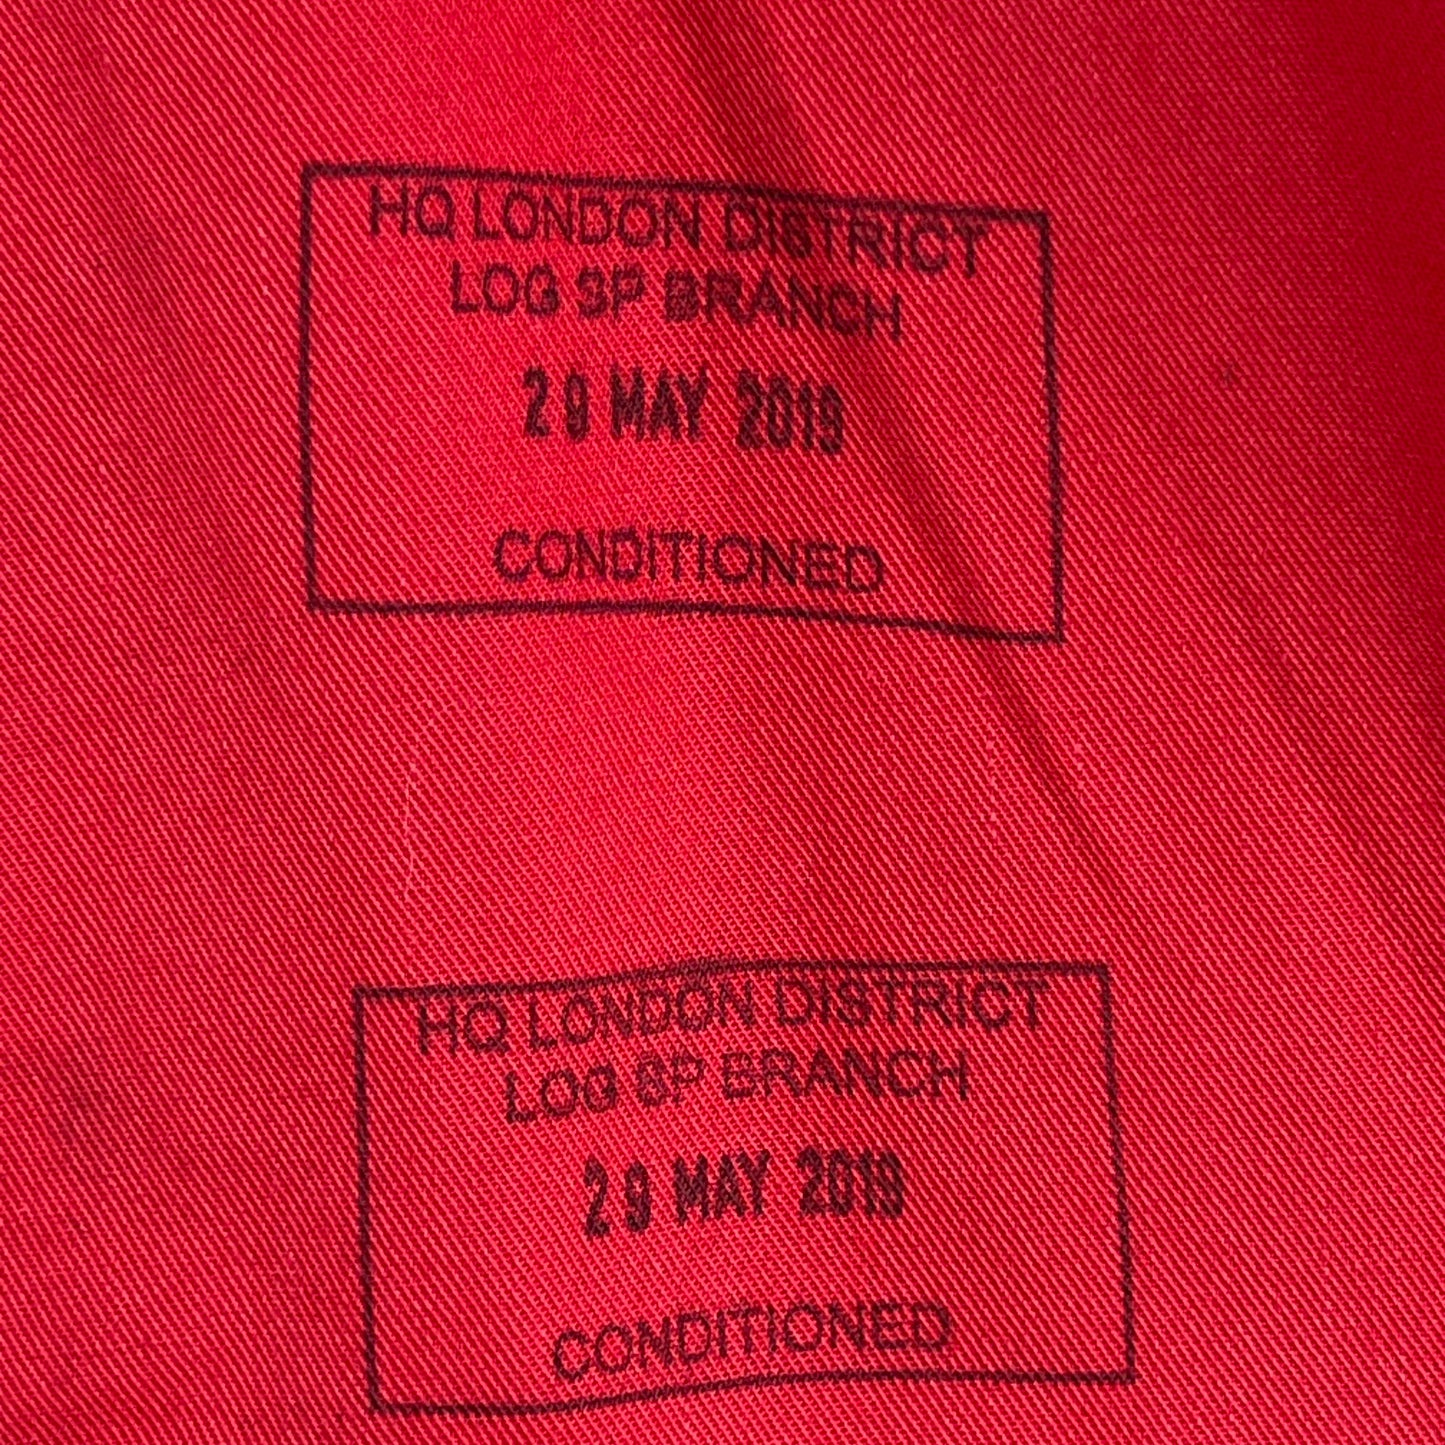 HQ LONDON DISTRICT
LOG SP BRANCH
29 MAY 2019
CONDITIONED
HQ LONDON DISTRICT
LOG SP BRANCH
29 MAY 2019
CONDITIONED